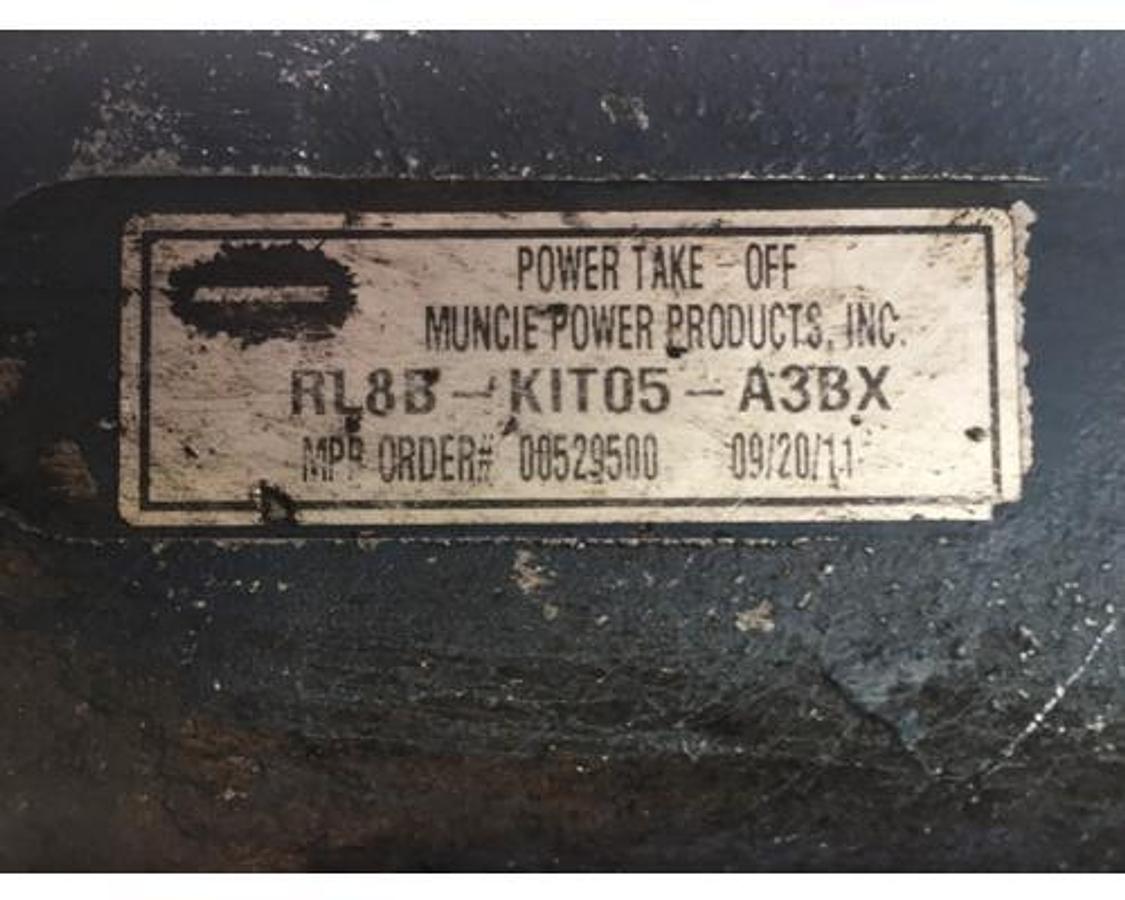 POWER TAKE - OFF
MUNCIE POWER PRODUCTS, INC.
RL8B - KIT05 - A3BX
MPP ORDER# 00529500 09/20/11